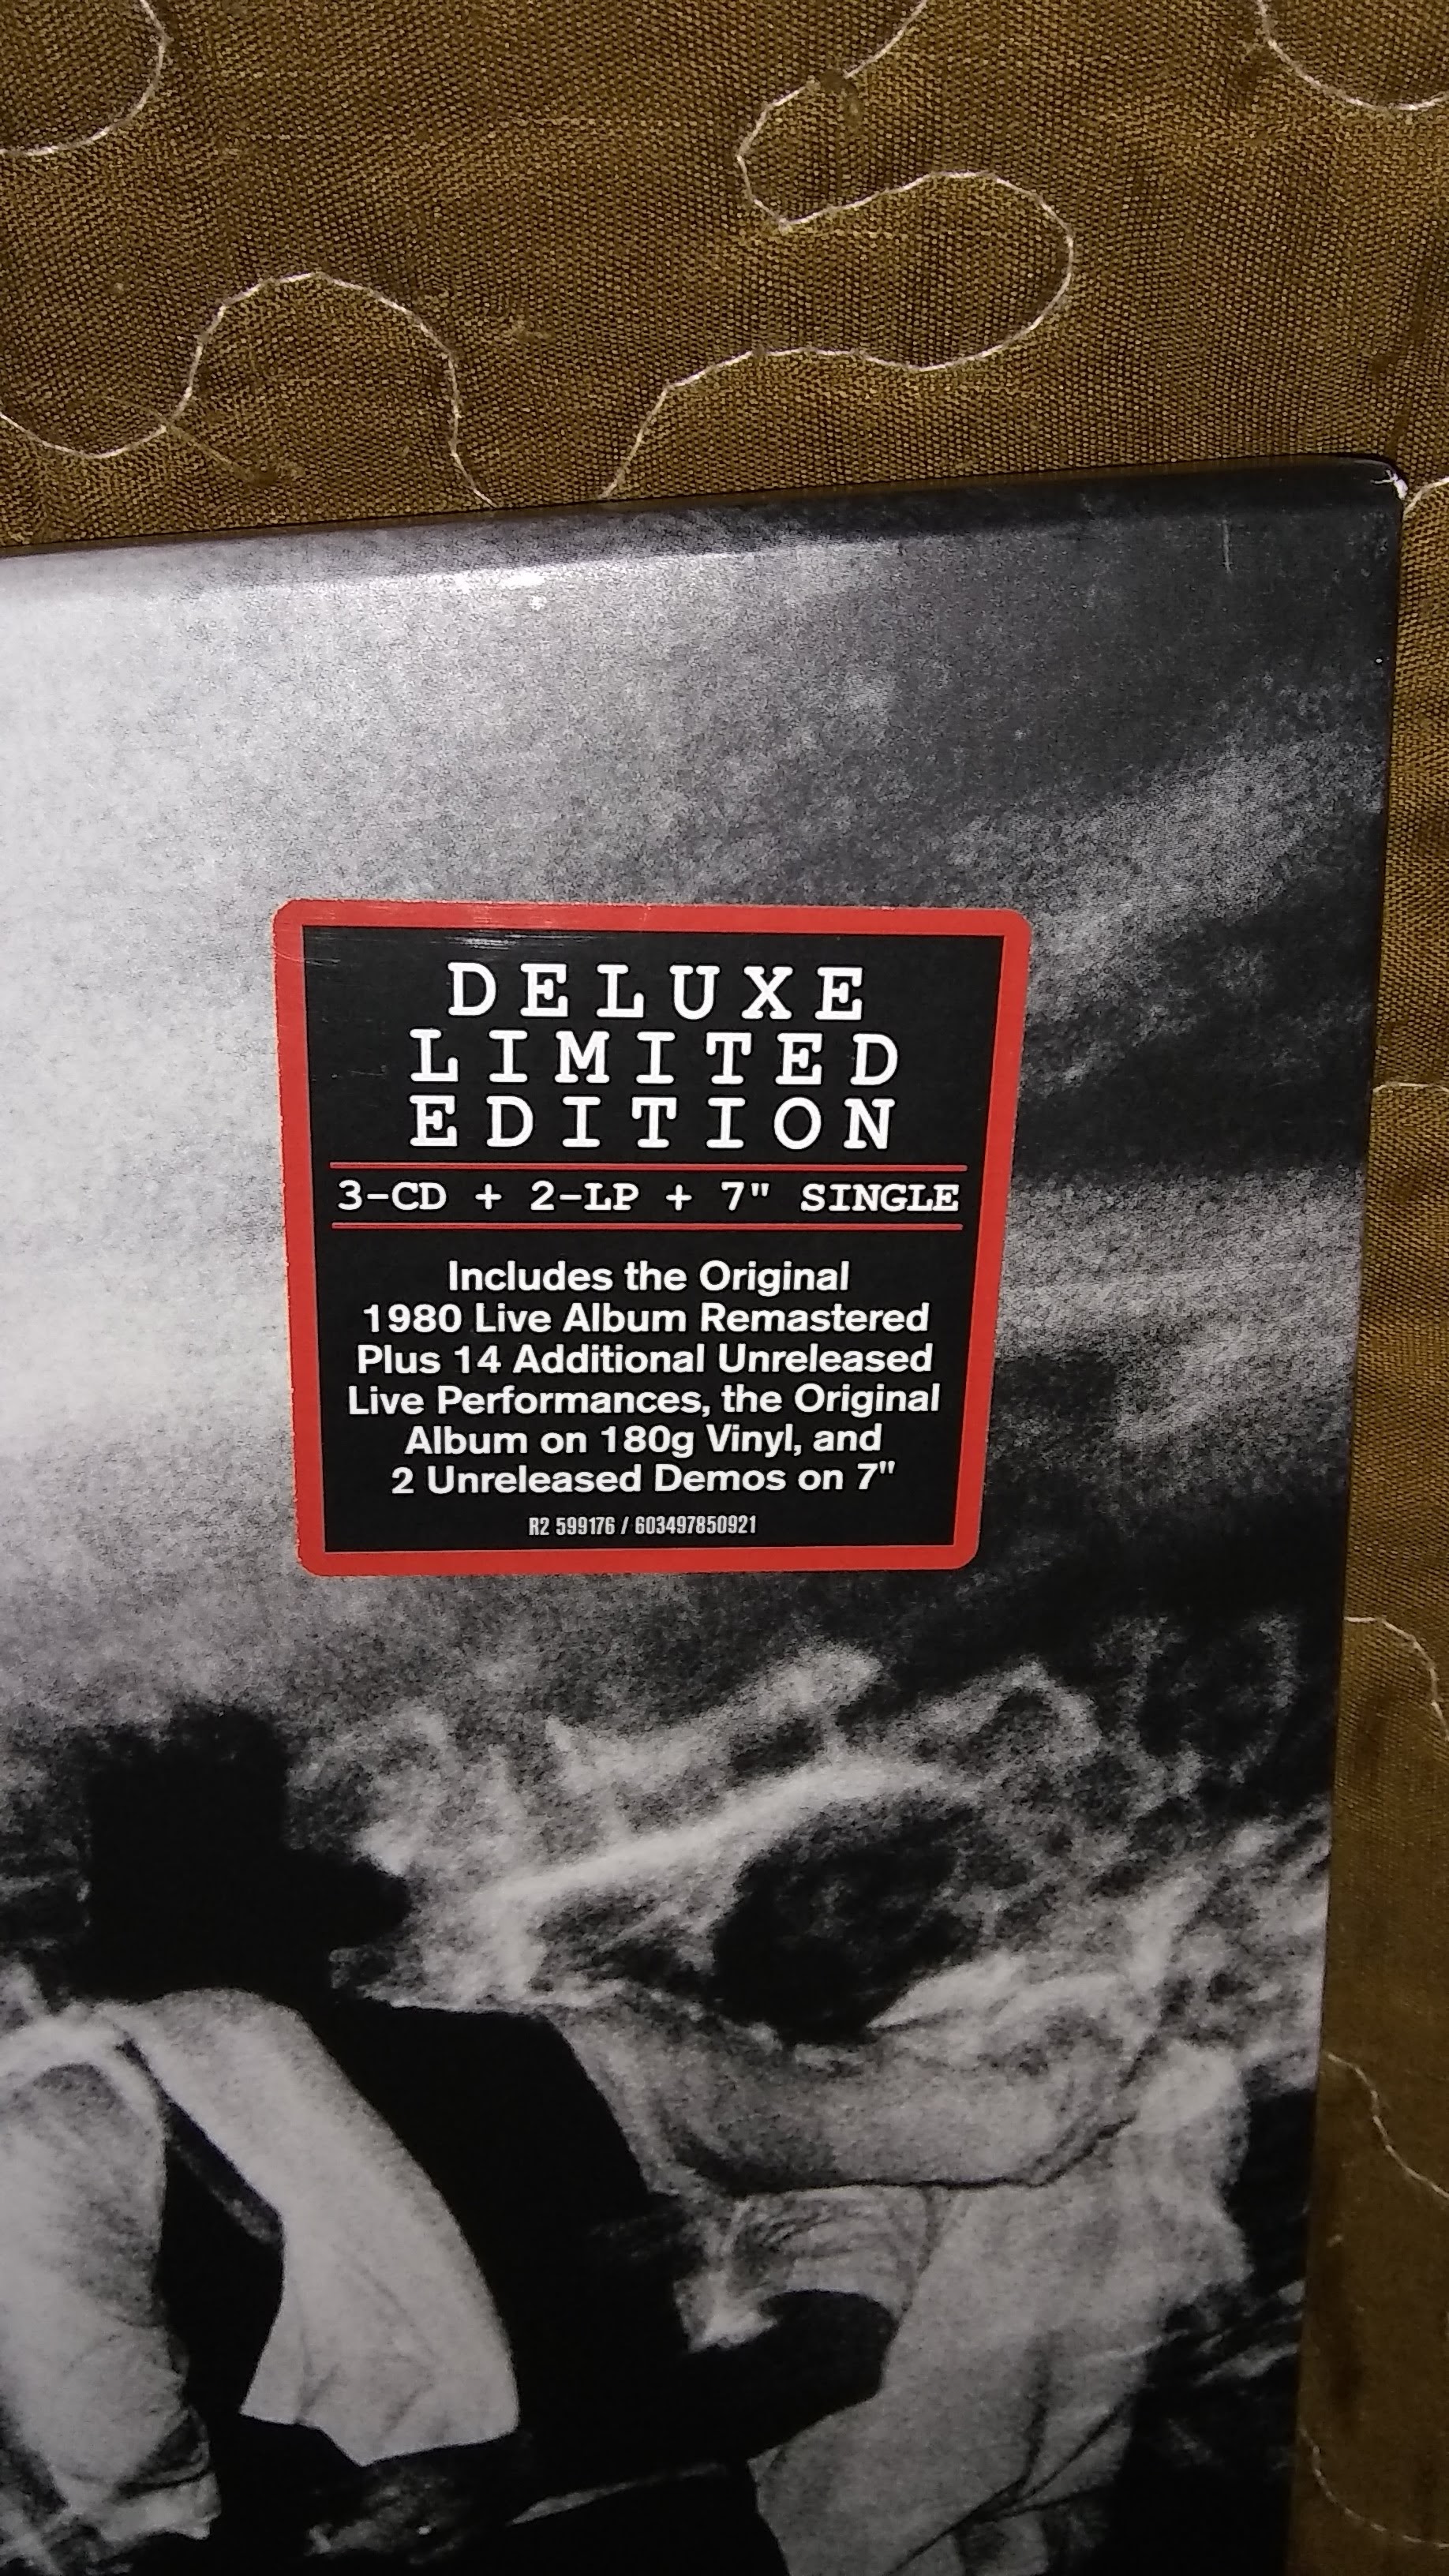 DELUXE
LIMITED
EDITION
3-CD + 2-LP + 7" SINGLE
Includes the Original
1980 Live Album Remastered
Plus 14 Additional Unreleased
Live Performances, the Original
Album on 180g Vinyl, and
2 Unreleased Demos on 7"
R2 599176 / 603497850921